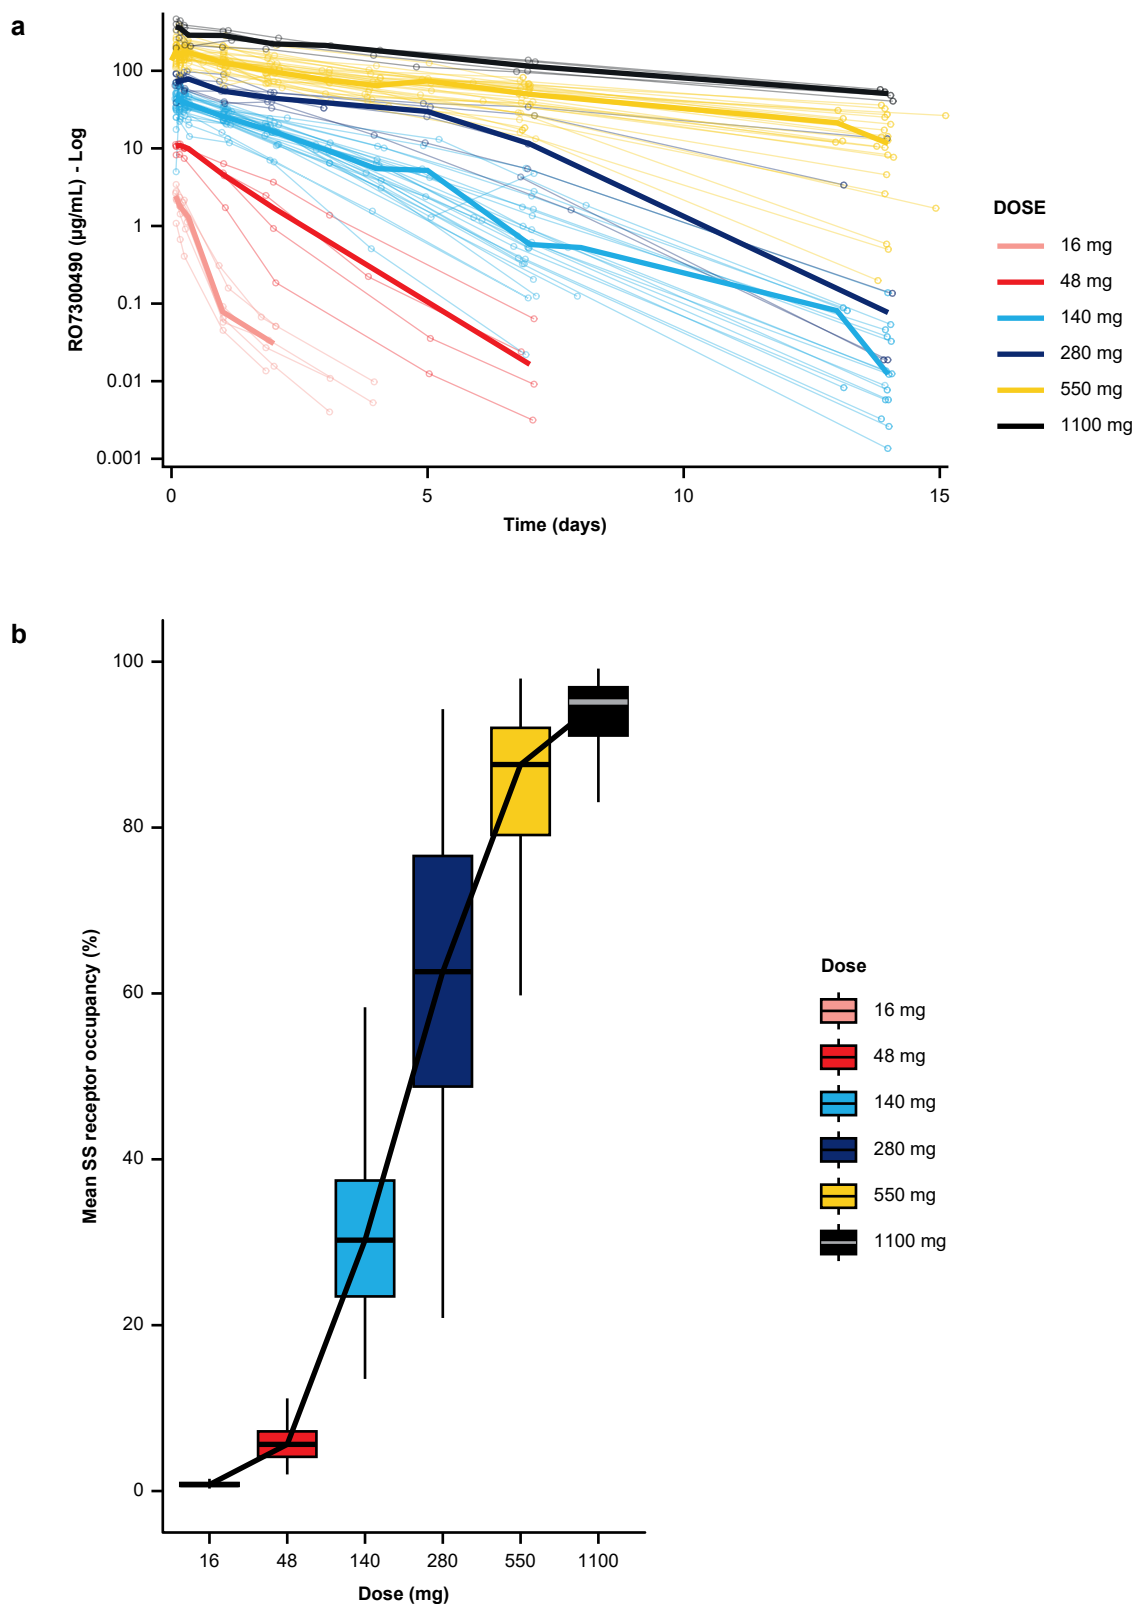 a
100
10
1
0.1
0.01
0.001
RO7300490 (µg/mL) - Log
0
5
10
15
Time (days)
DOSE
16 mg
48 mg
140 mg
280 mg
550 mg
1100 mg
b
100
80
60
40
20
0
Mean SS receptor occupancy (%)
16
48
140
280
550
1100
Dose (mg)
Dose
16 mg
48 mg
140 mg
280 mg
550 mg
1100 mg